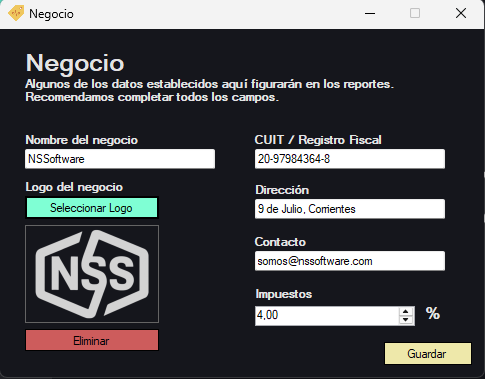 Negocio
Negocio
Algunos de los datos establecidos aquí figurarán en los reportes.
Recomendamos completar todos los campos.
Nombre del negocio
NSSoftware
Logo del negocio
Seleccionar Logo
NSS
Eliminar
CUIT / Registro Fiscal
20-97984364-8
Dirección
9 de Julio, Corrientes
Contacto
somos@nssoftware.com
Impuestos
4,00 %
Guardar